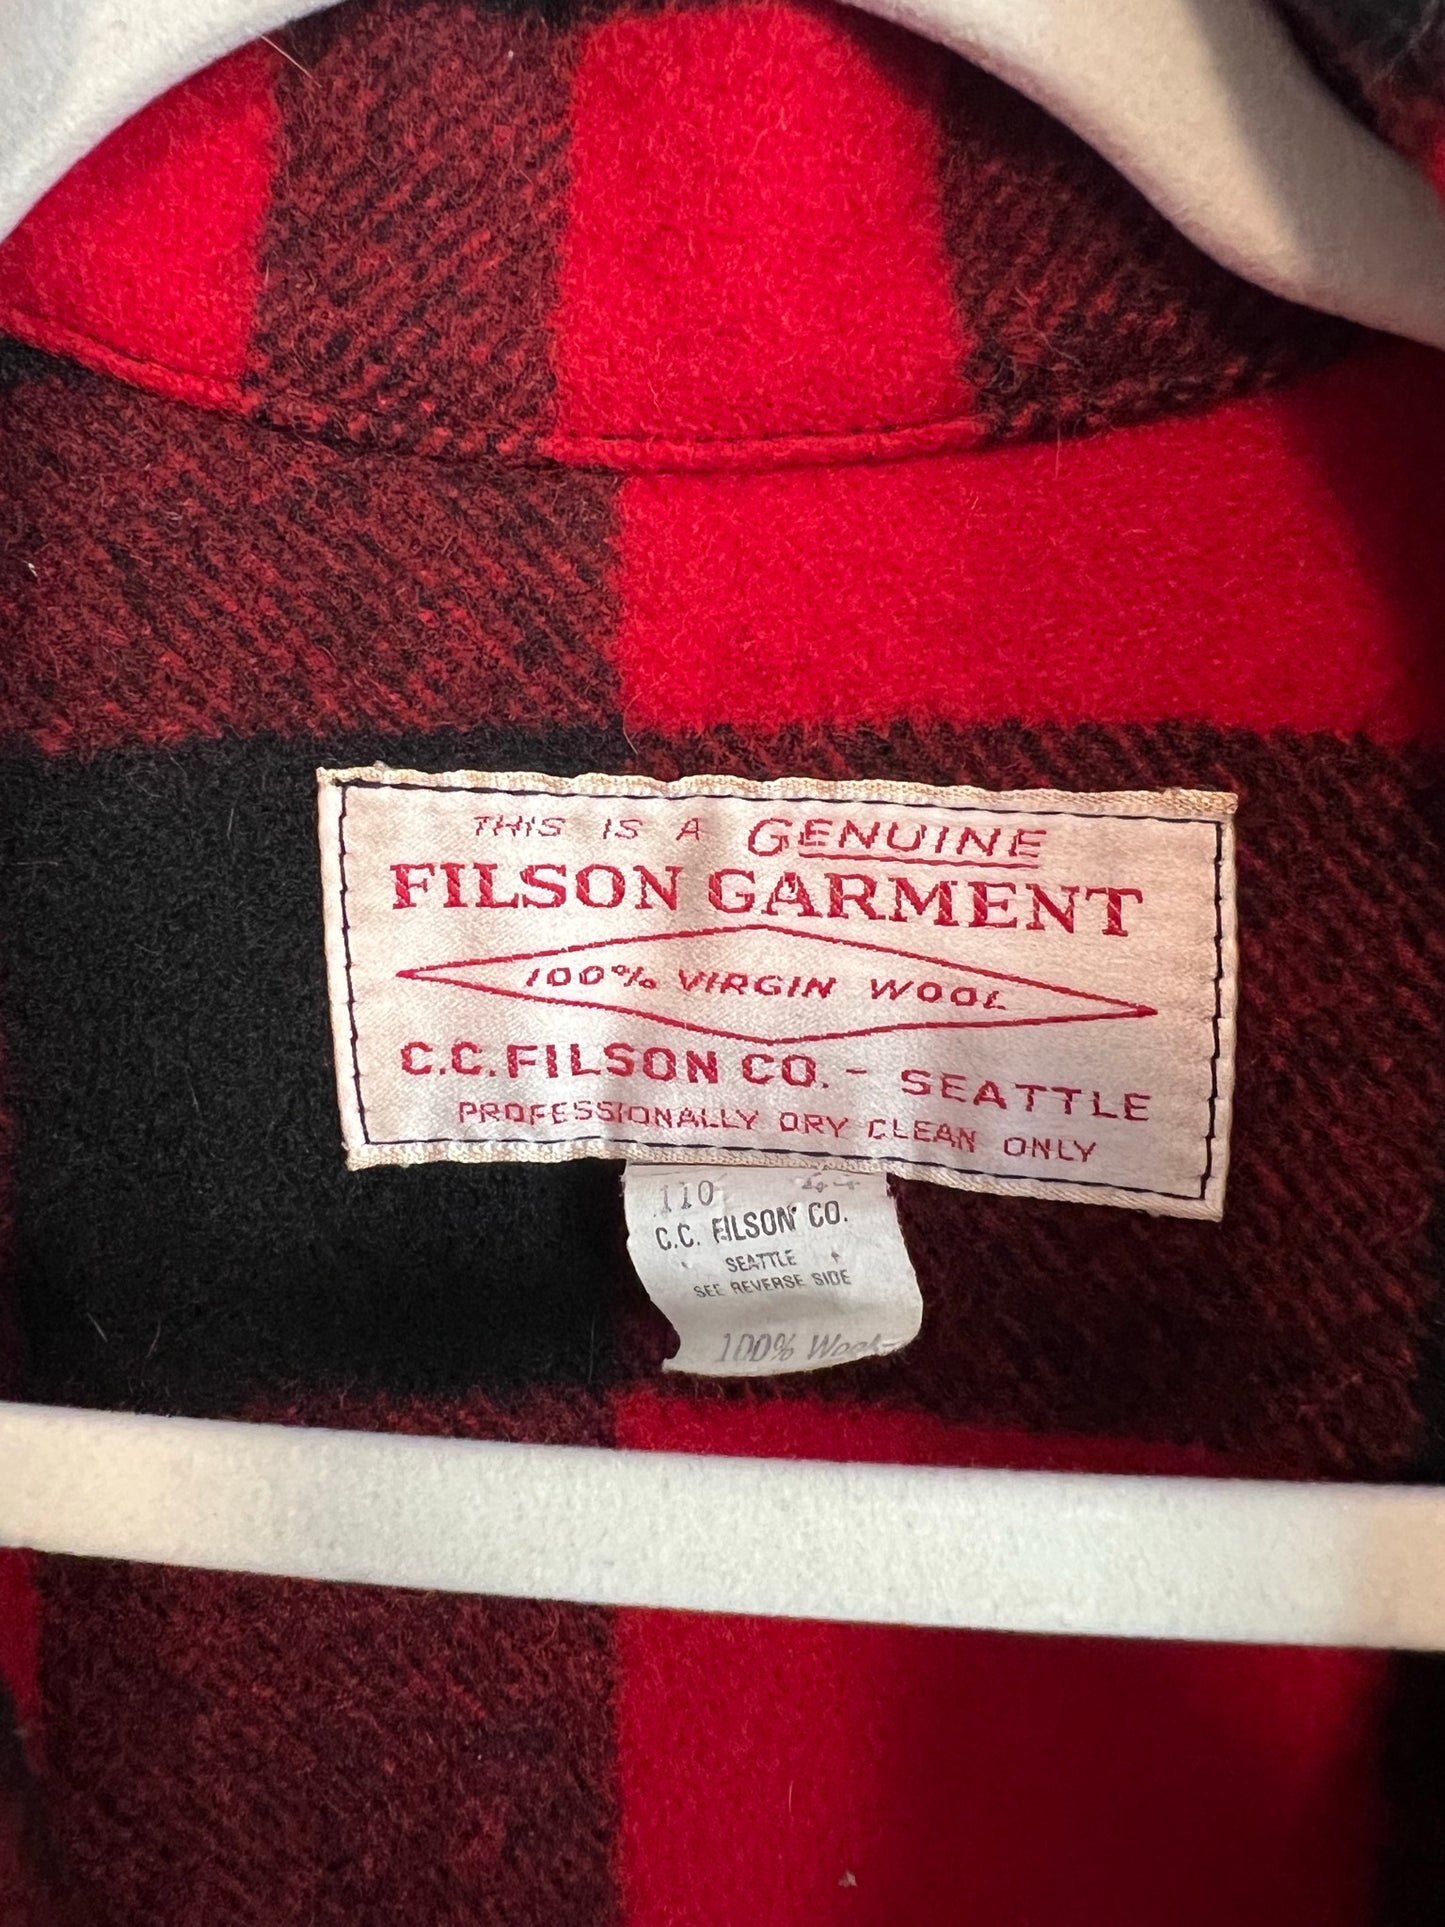 THIS IS A GENUINE
FILSON GARMENT
100% VIRGIN WOOL
C.C. FILSON CO. - SEATTLE
PROFESSIONALLY DRY CLEAN ONLY
110
C.C. FILSON CO.
SEATTLE
SEE REVERSE SIDE
100% Wool